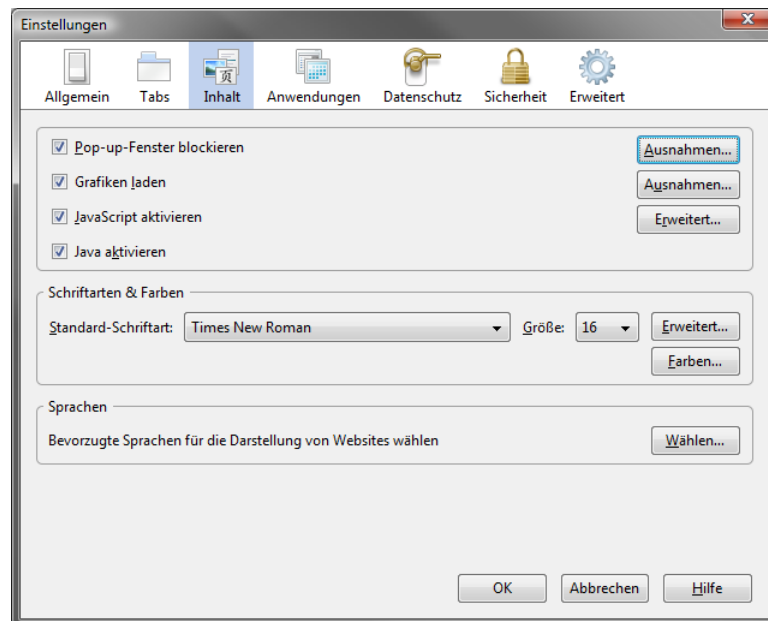 Einstellungen
Allgemein Tabs Inhalt Anwendungen Datenschutz Sicherheit Erweitert
Pop-up-Fenster blockieren Ausnahmen...
Grafiken laden Ausnahmen...
JavaScript aktivieren Erweitert...
Java aktivieren
Schriftarten & Farben
Standard-Schriftart: Times New Roman Größe: 16 Erweitert...
Farben...
Sprachen
Bevorzugte Sprachen für die Darstellung von Websites wählen Wählen...
OK Abbrechen Hilfe